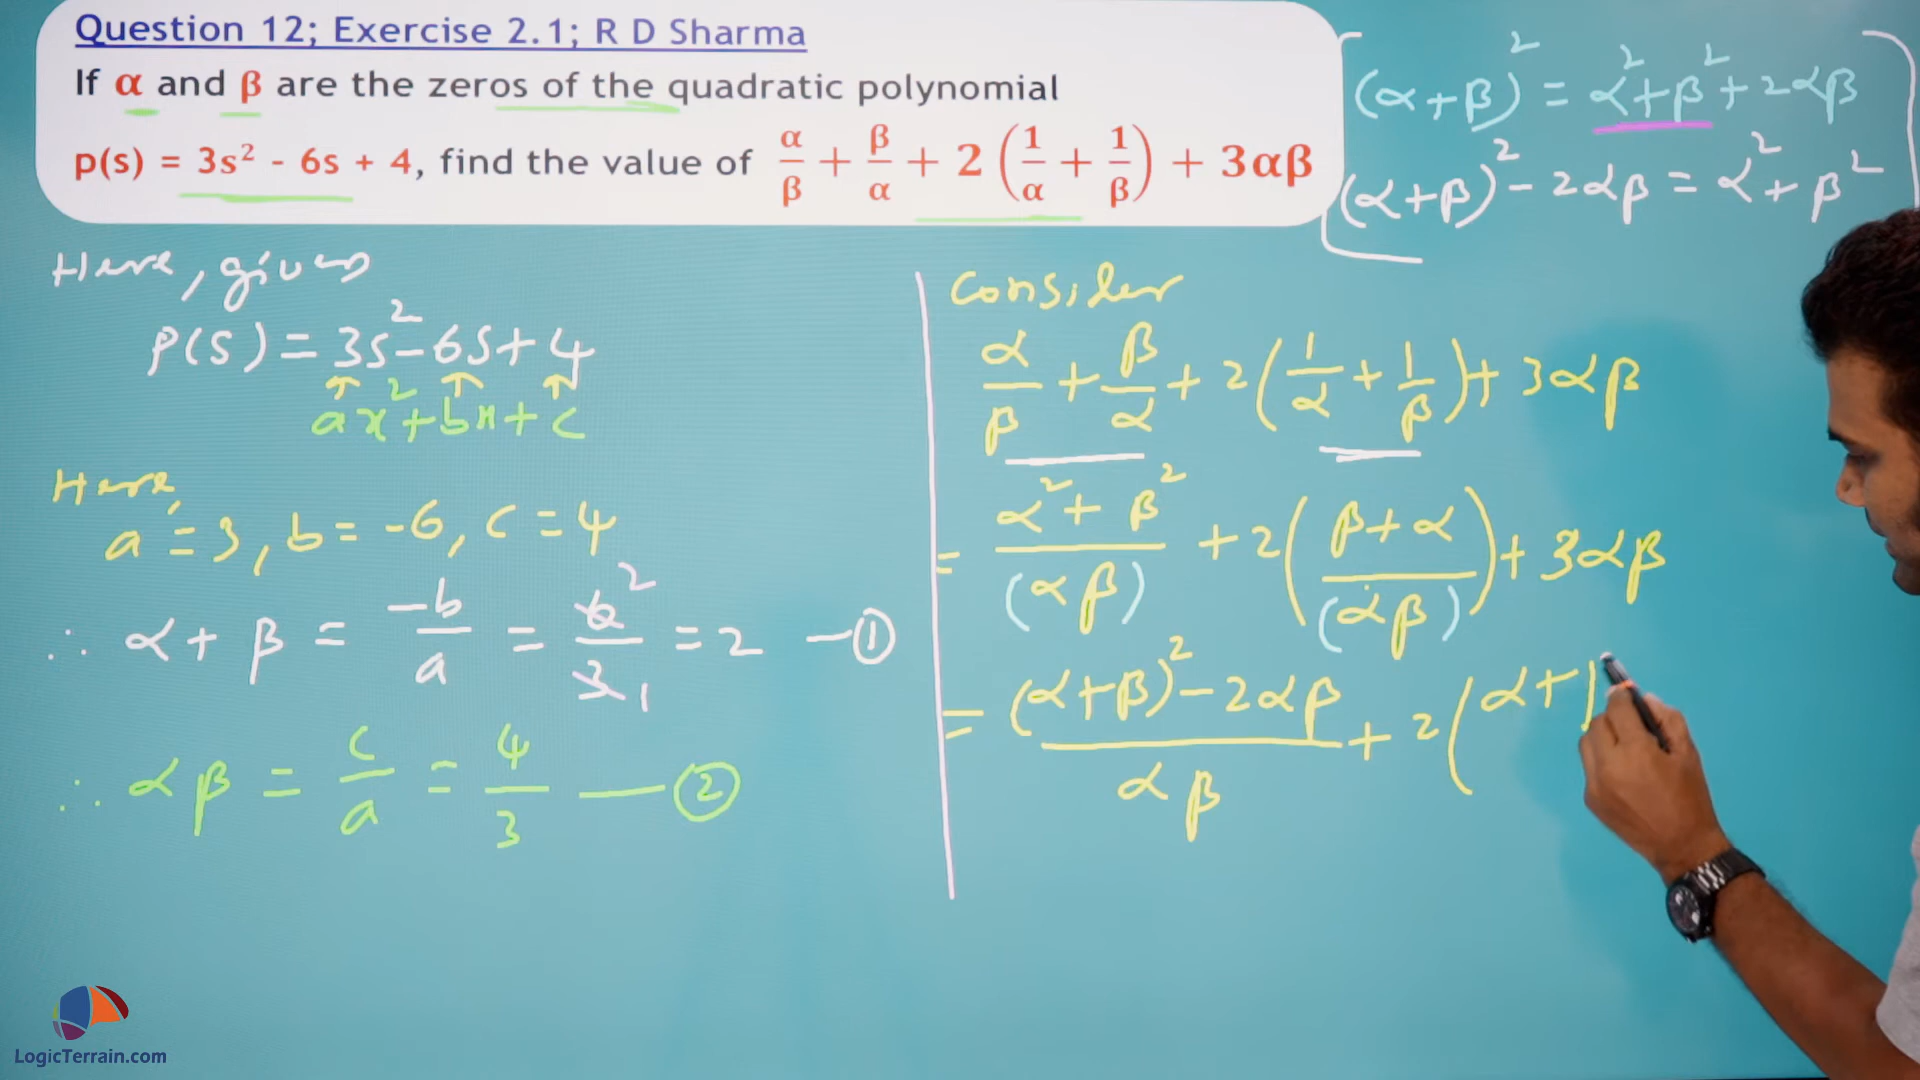 Question 12; Exercise 2.1; R D Sharma
If α and β are the zeros of the quadratic polynomial
p(s) = 3s² - 6s + 4, find the value of α/β + β/α + 2 (1/α + 1/β) + 3αβ
(α+β)² = α²+β²+2αβ
(α+β)² - 2αβ = α² + β²
Here, given
P(S) = 3s² - 6S + 4
ax² + bx + c
Here,
a = 3, b = -6, c = 4
∴ α + β = -b/a = 6/3 = 2 — ①
2
1
∴ αβ = c/a = 4/3 — ②
Consider
α/β + β/α + 2(1/α + 1/β) + 3αβ
= α² + β²/(αβ) + 2(β+α/(αβ)) + 3αβ
= (α+β)² - 2αβ/αβ + 2(α+
LogicTerrain.com